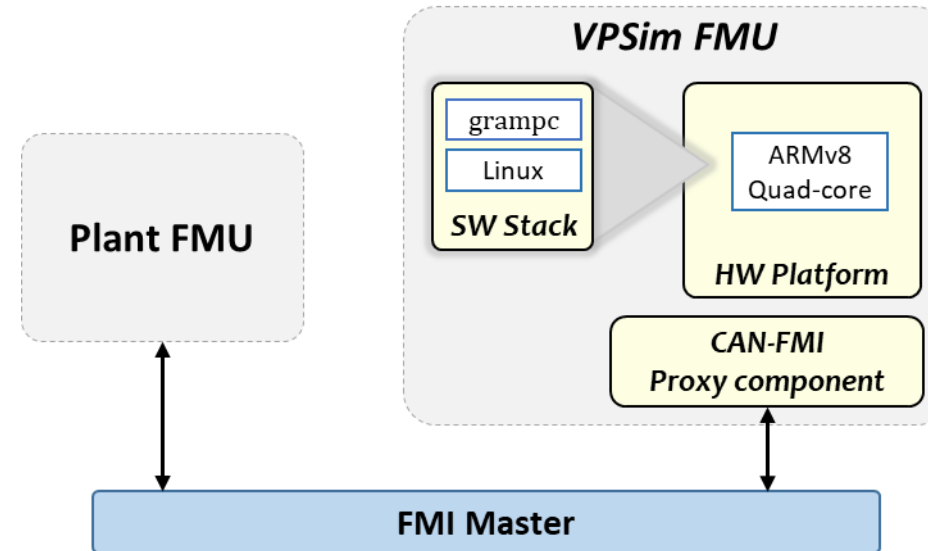 VPSim FMU
grampc
Linux
SW Stack
ARMv8
Quad-core
HW Platform
Plant FMU
CAN-FMI
Proxy component
FMI Master